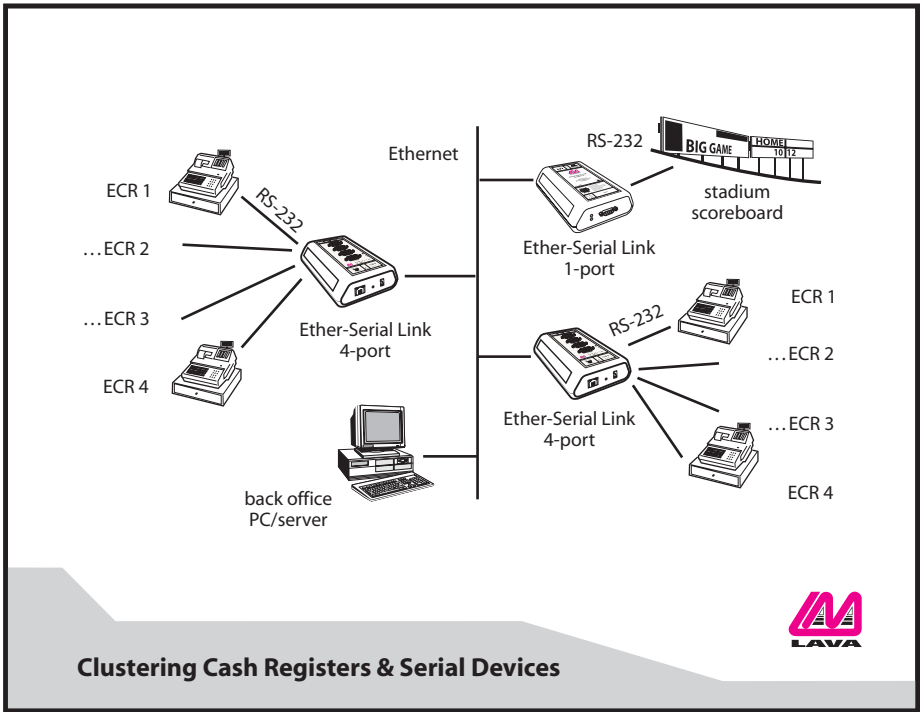 Ethernet
ECR 1
RS-232
…ECR 2
…ECR 3
ECR 4
Ether-Serial Link
4-port
back office
PC/server
RS-232
BIG GAME
HOME
10 12
stadium
scoreboard
Ether-Serial Link
1-port
RS-232
ECR 1
…ECR 2
…ECR 3
ECR 4
Ether-Serial Link
4-port
Clustering Cash Registers & Serial Devices
LAVA